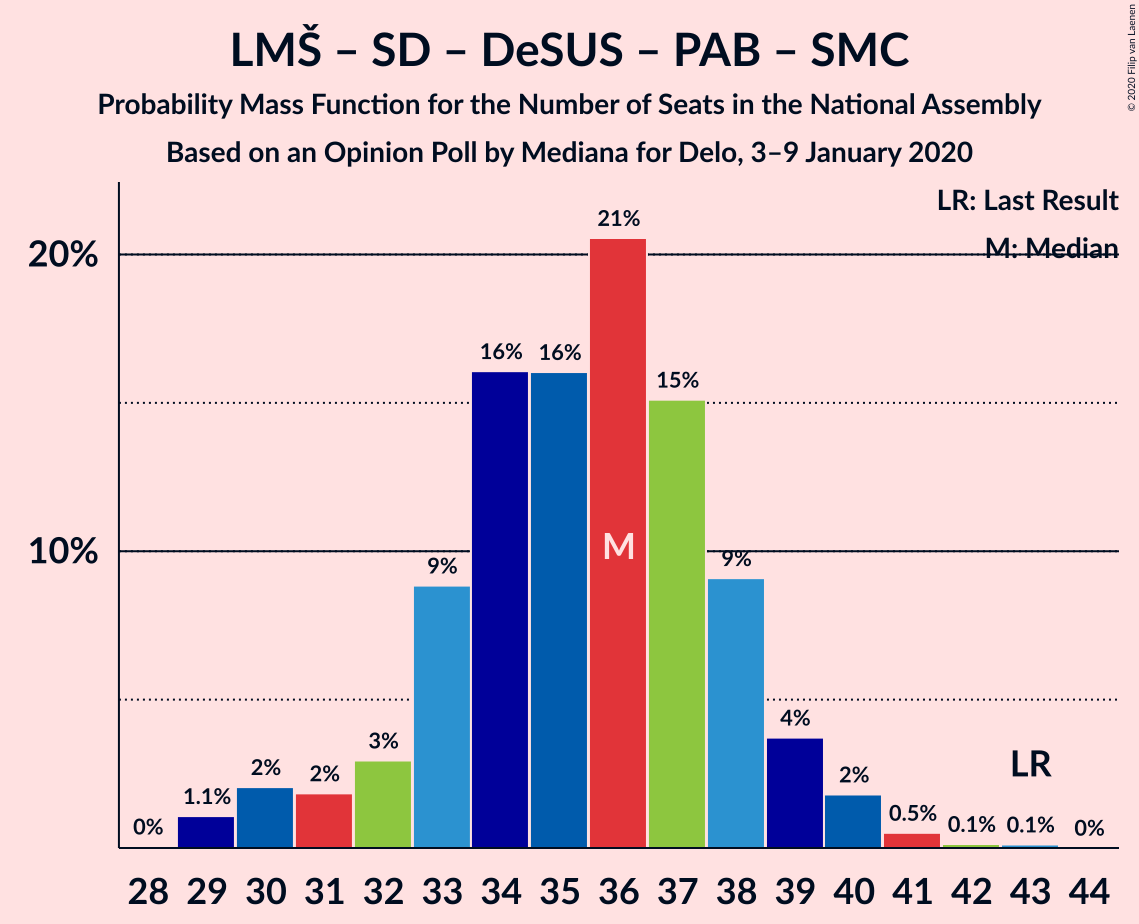 LMŠ – SD – DeSUS – PAB – SMC
Probability Mass Function for the Number of Seats in the National Assembly
Based on an Opinion Poll by Mediana for Delo, 3–9 January 2020
© 2020 Filip van Laenen
LR: Last Result
M: Median
20%
10%
0%
1.1%
2%
2%
3%
9%
16%
16%
21%
15%
9%
4%
2%
0.5%
0.1%
0.1%
0%
M
LR
28 29 30 31 32 33 34 35 36 37 38 39 40 41 42 43 44